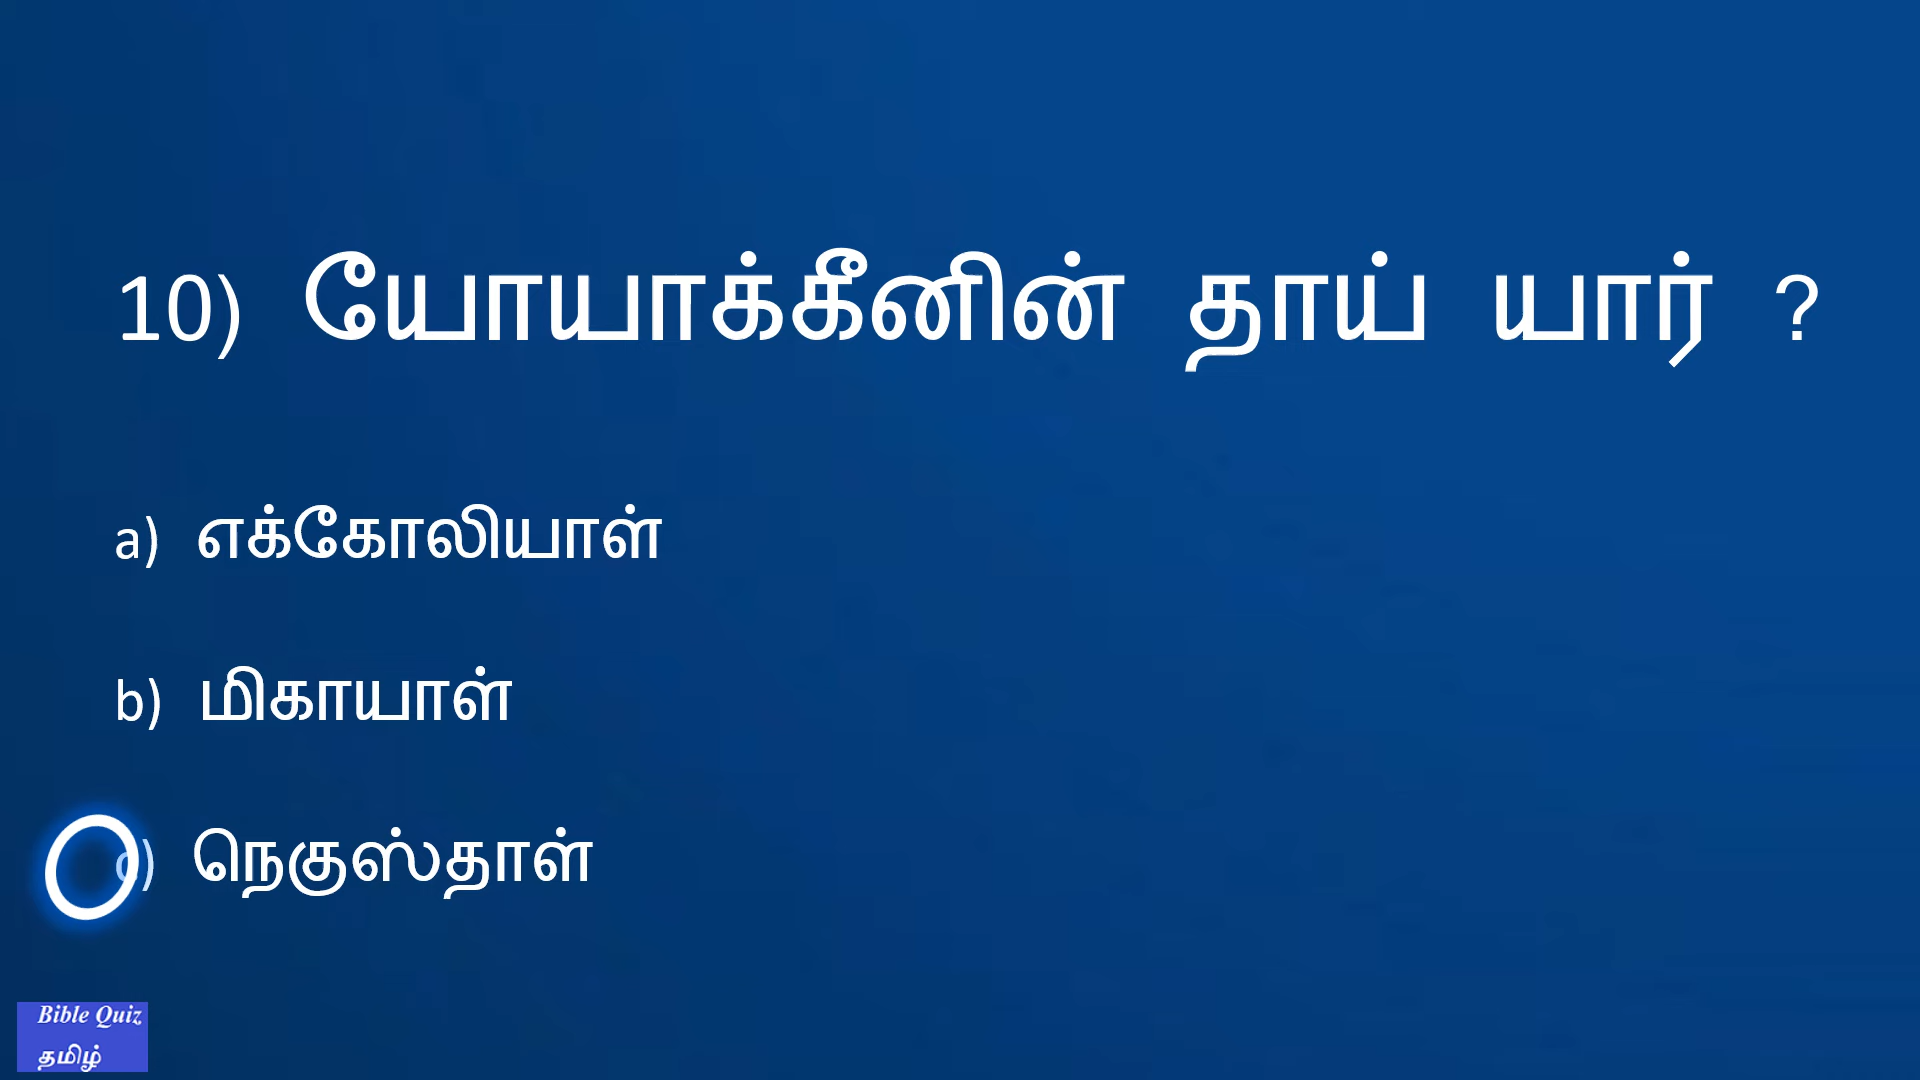 10) யோயாக்கீனின் தாய் யார் ?
a) எக்கோலியாள்
b) மிகாயாள்
c) நெகுஸ்தாள்
Bible Quiz
தமிழ்